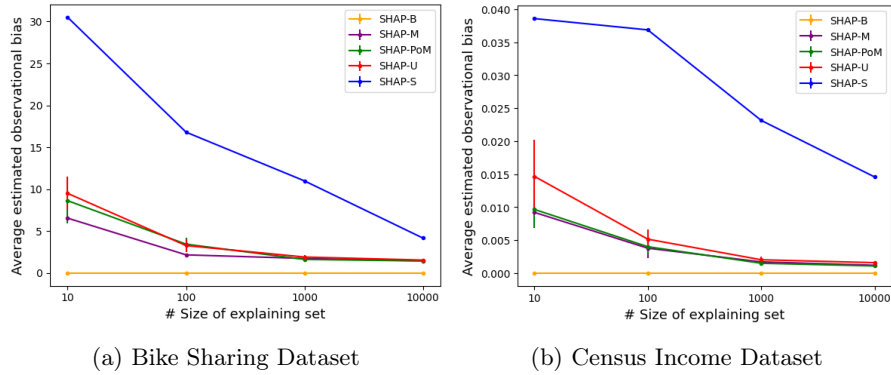 Average estimated observational bias
30
25
20
15
10
5
0
10
100
1000
10000
# Size of explaining set
SHAP-B
SHAP-M
SHAP-PoM
SHAP-U
SHAP-S
(a) Bike Sharing Dataset
Average estimated observational bias
0.040
0.035
0.030
0.025
0.020
0.015
0.010
0.005
0.000
10
100
1000
10000
# Size of explaining set
SHAP-B
SHAP-M
SHAP-PoM
SHAP-U
SHAP-S
(b) Census Income Dataset